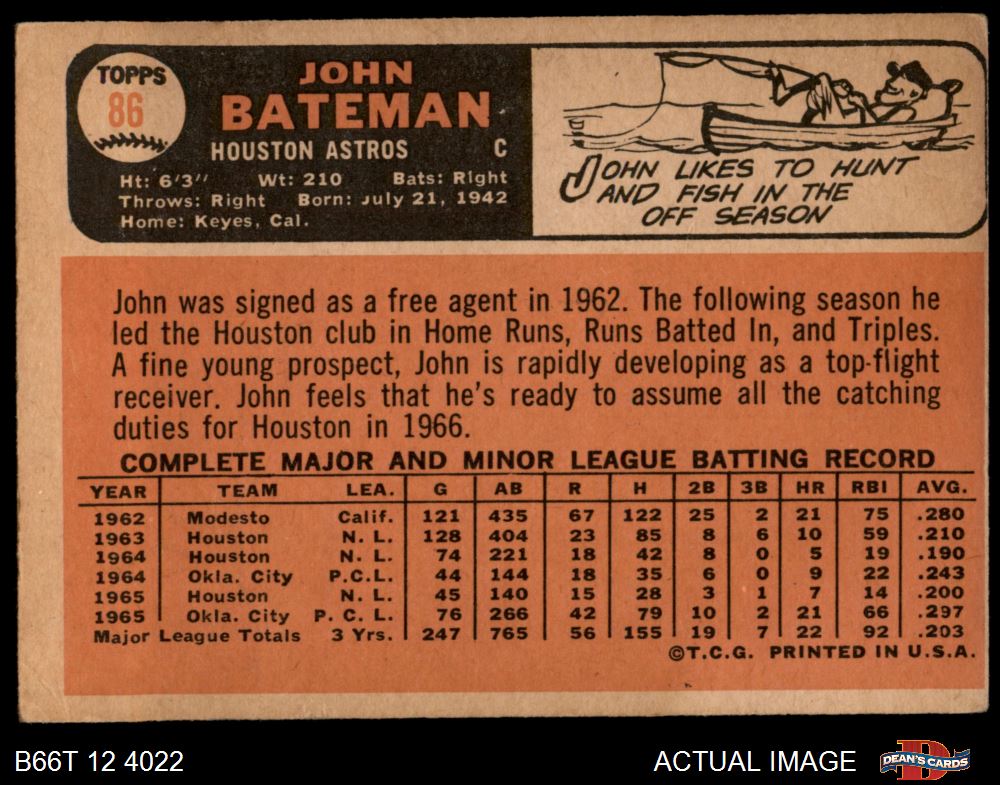 TOPPS
86
JOHN
BATEMAN
HOUSTON ASTROS C
Ht: 6'3" Wt: 210 Bats: Right
Throws: Right Born: July 21, 1942
Home: Keyes, Cal.
JOHN LIKES TO HUNT
AND FISH IN THE
OFF SEASON
John was signed as a free agent in 1962. The following season he
led the Houston club in Home Runs, Runs Batted In, and Triples.
A fine young prospect, John is rapidly developing as a top-flight
receiver. John feels that he's ready to assume all the catching
duties for Houston in 1966.
COMPLETE MAJOR AND MINOR LEAGUE BATTING RECORD
YEAR TEAM LEA. G AB R H 2B 3B HR RBI AVG.
1962 Modesto Calif. 121 435 67 122 25 2 21 75 .280
1963 Houston N. L. 128 404 23 85 8 6 10 59 .210
1964 Houston N. L. 74 221 18 42 8 0 5 19 .190
1964 Okla. City P.C.L. 44 144 18 35 6 0 9 22 .243
1965 Houston N. L. 45 140 15 28 3 1 7 14 .200
1965 Okla. City P. C. L. 76 266 42 79 10 2 21 66 .297
Major League Totals 3 Yrs. 247 765 56 155 19 7 22 92 .203
©T.C.G. PRINTED IN U.S.A.
B66T 12 4022 ACTUAL IMAGE D DEAN'S CARDS